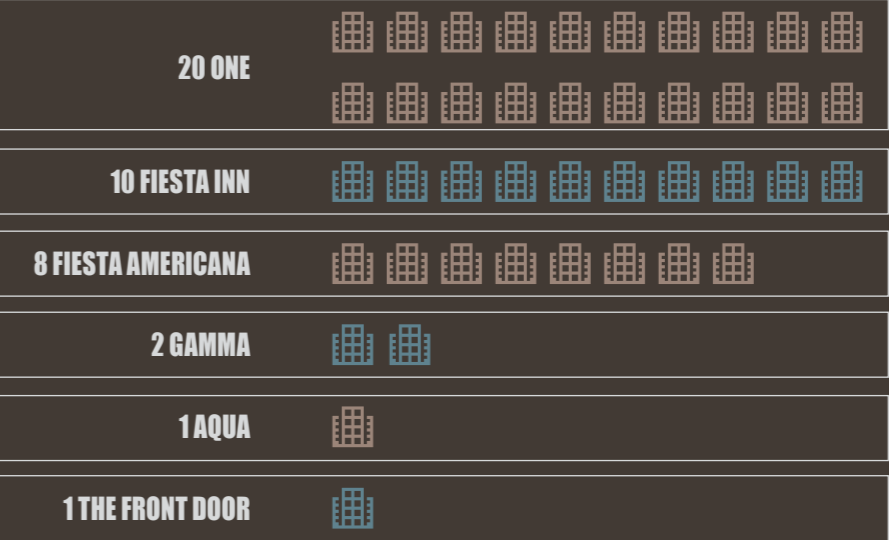 20 ONE
10 FIESTA INN
8 FIESTA AMERICANA
2 GAMMA
1 AQUA
1 THE FRONT DOOR